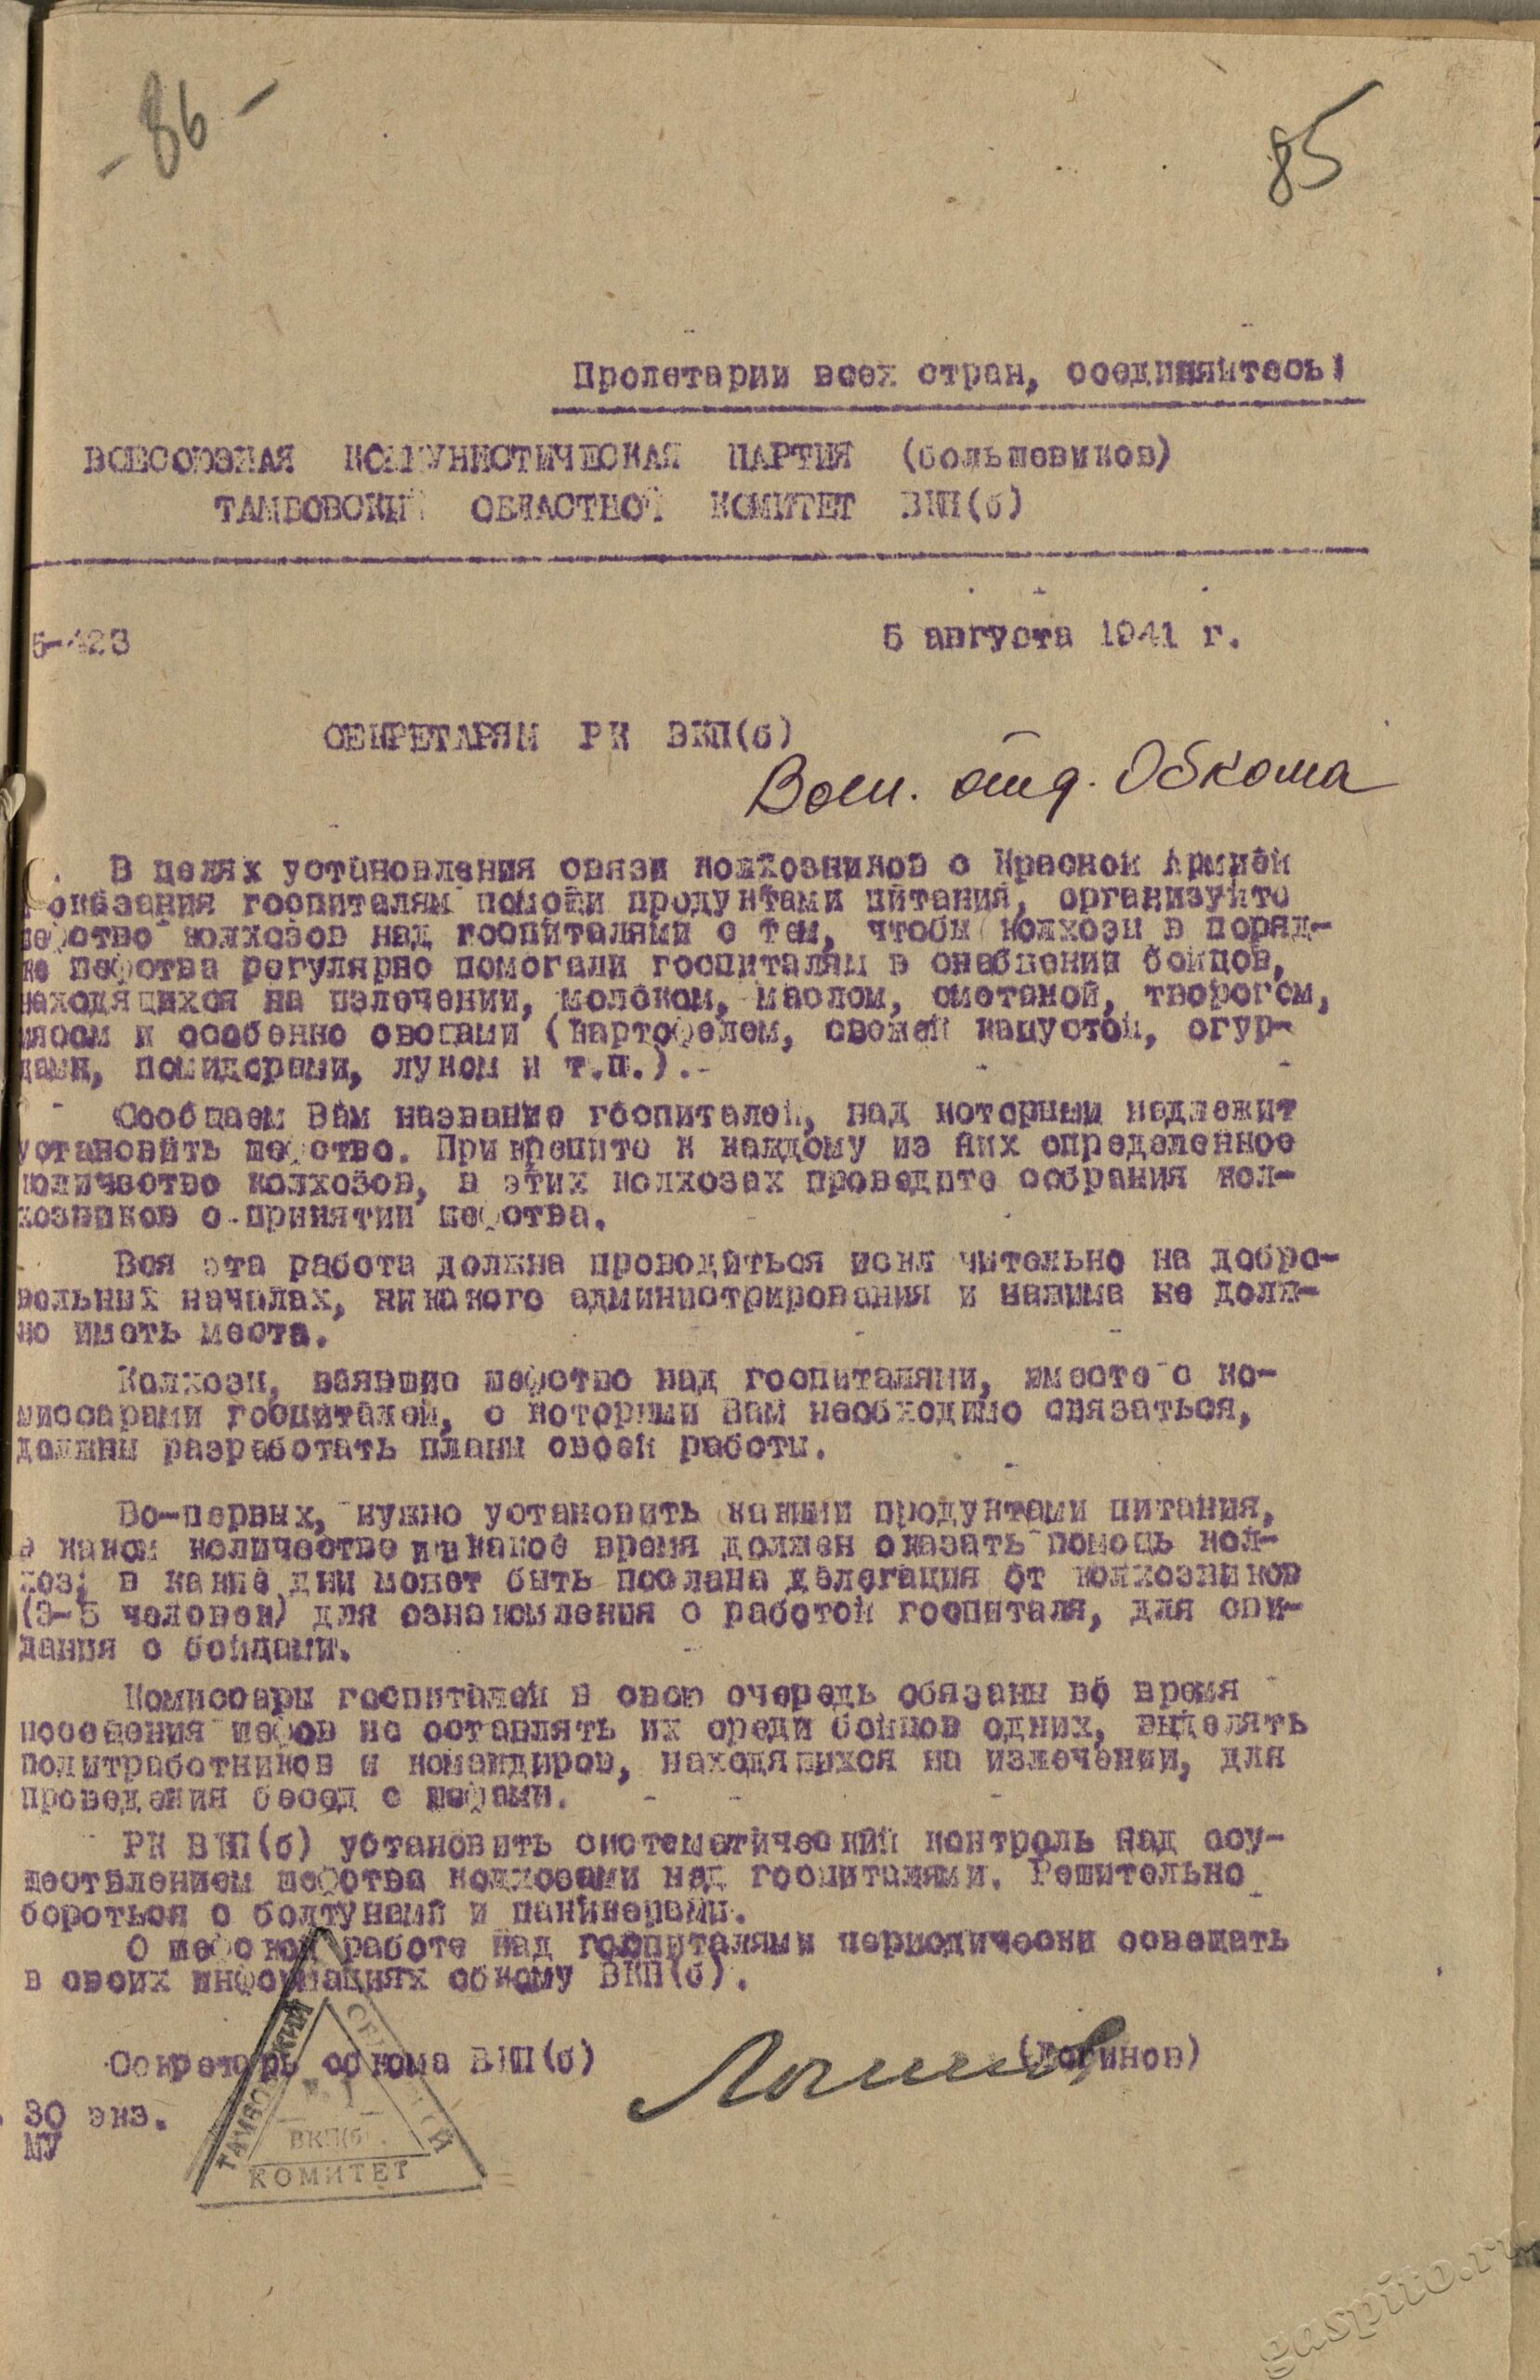 - 86 -
85
Пролетарии всех стран, соединяйтесь!
ВСЕСОЮЗНАЯ КОММУНИСТИЧЕСКАЯ ПАРТИЯ (большевиков)
ТАМБОВСКИЙ ОБЛАСТНОЙ КОМИТЕТ ВКП(б)
5-423
5 августа 1941 г.
СЕКРЕТАРЯМ РК ВКП(б)
Воен. отд. Обкома
В целях установления связи колхозников с Красной Армией
оказания госпиталям помощи продуктами питания, организуйте
шефство колхозов над госпиталями с тем, чтобы колхозы в поряд-
ке шефства регулярно помогали госпиталям в снабжении бойцов,
находящихся на излечении, молоком, маслом, сметаной, творогом,
мясом и особенно овощами (картофелем, свежей капустой, огур-
цами, помидорами, луком и т.п.).-
Сообщаем Вам название госпиталей, над которыми надлежит
установить шефство. Прикрепите к каждому из них определенное
количество колхозов, в этих колхозах проведите собрания кол-
хозников о принятии шефства.
Вся эта работа должна проводиться исключительно на добро-
вольных началах, никакого администрирования и нажима не долж-
но иметь места.
Колхозы, взявшие шефство над госпиталями, вместе с ко-
миссарами госпиталей, с которыми Вам необходимо связаться,
должны разработать планы своей работы.
Во-первых, нужно установить какими продуктами питания,
в каком количестве и в какое время должен оказать помощь кол-
хоз; в какие дни может быть послана делегация от колхозников
(3-5 человек) для ознакомления с работой госпиталя, для сви-
дания с бойцами.
Комиссары госпиталей в свою очередь обязаны во время
посещения шефов не оставлять их среди бойцов одних, выделять
политработников и командиров, находящихся на излечении, для
проведения бесед с шефами.
РК ВКП(б) установить систематический контроль над осу-
ществлением шефства колхозами над госпиталями. Решительно
бороться с болтунами и паникерами.
О шефской работе над госпиталями периодически освещать
в своих информациях обкому ВКП(б).
Секретарь обкома ВКП(б) (Логинов)
30 экз.
МУ
ТАМБОВСКИЙ
ВКП(б)
КОМИТЕТ
gaspito.ru